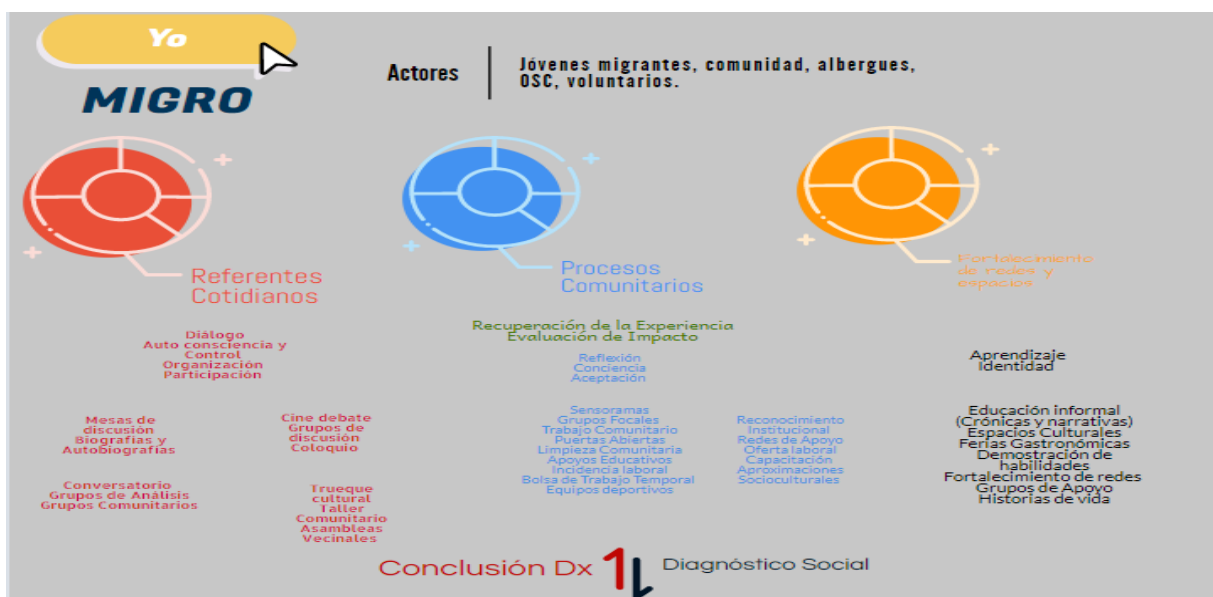 Yo
MIGRO
Actores
Jóvenes migrantes, comunidad, albergues,
OSC, voluntarios.
Referentes
Cotidianos
Diálogo
Auto consciencia y
Control
Organización
Participación
Mesas de
discusión
Biografías y
Autobiografías
Cine debate
Grupos de
discusión
Coloquio
Conversatorio
Grupos de Análisis
Grupos Comunitarios
Trueque
cultural
Taller
Comunitario
Asambleas
Vecinales
Procesos
Comunitarios
Recuperación de la Experiencia
Evaluación de Impacto
Reflexión
Conciencia
Aceptación
Sensoramas
Grupos Focales
Trabajo Comunitario
Puertas Abiertas
Limpieza Comunitaria
Apoyos Educativos
Incidencia laboral
Bolsa de Trabajo Temporal
Equipos deportivos
Reconocimiento
Institucional
Redes de Apoyo
Oferta laboral
Capacitación
Aproximaciones
Socioculturales
Fortalecimiento
de redes y
espacios
Aprendizaje
Identidad
Educación informal
(Crónicas y narrativas)
Espacios Culturales
Ferias Gastronómicas
Demostración de
habilidades
Fortalecimiento de redes
Grupos de Apoyo
Historias de vida
Conclusión Dx
Diagnóstico Social